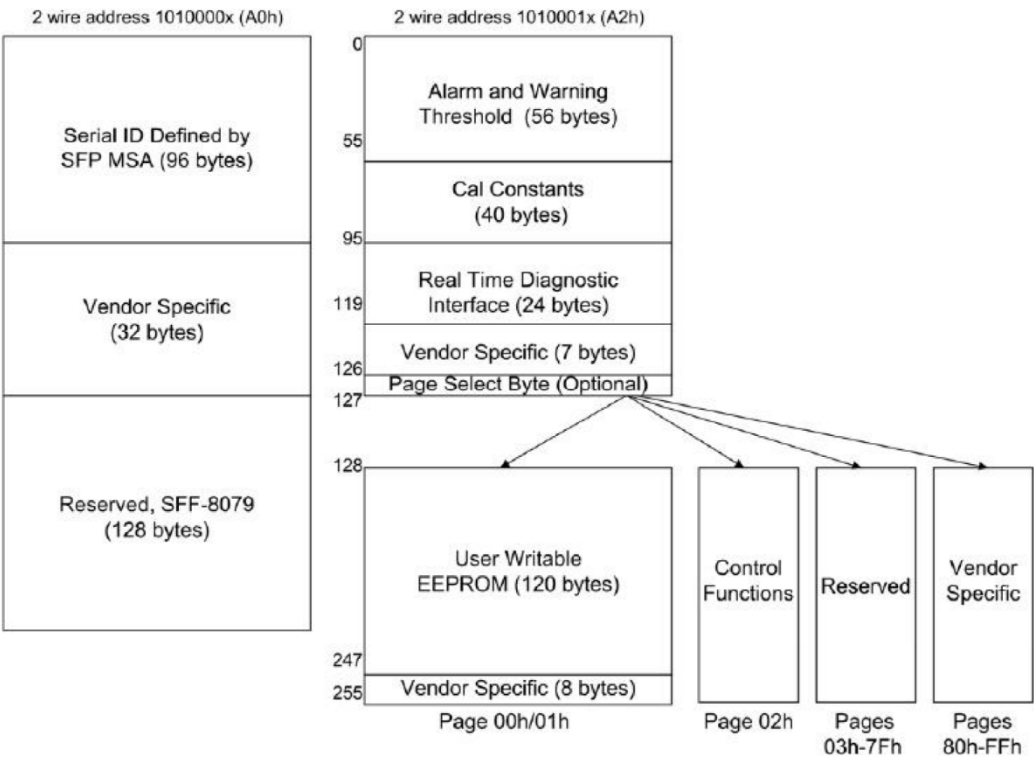 2 wire address 1010000x (A0h)
Serial ID Defined by
SFP MSA (96 bytes)
Vendor Specific
(32 bytes)
Reserved, SFF-8079
(128 bytes)
2 wire address 1010001x (A2h)
0
Alarm and Warning
Threshold (56 bytes)
55
Cal Constants
(40 bytes)
95
Real Time Diagnostic
Interface (24 bytes)
119
Vendor Specific (7 bytes)
126
Page Select Byte (Optional)
127
128
User Writable
EEPROM (120 bytes)
247
Vendor Specific (8 bytes)
255
Page 00h/01h
Control
Functions
Page 02h
Reserved
Pages
03h-7Fh
Vendor
Specific
Pages
80h-FFh